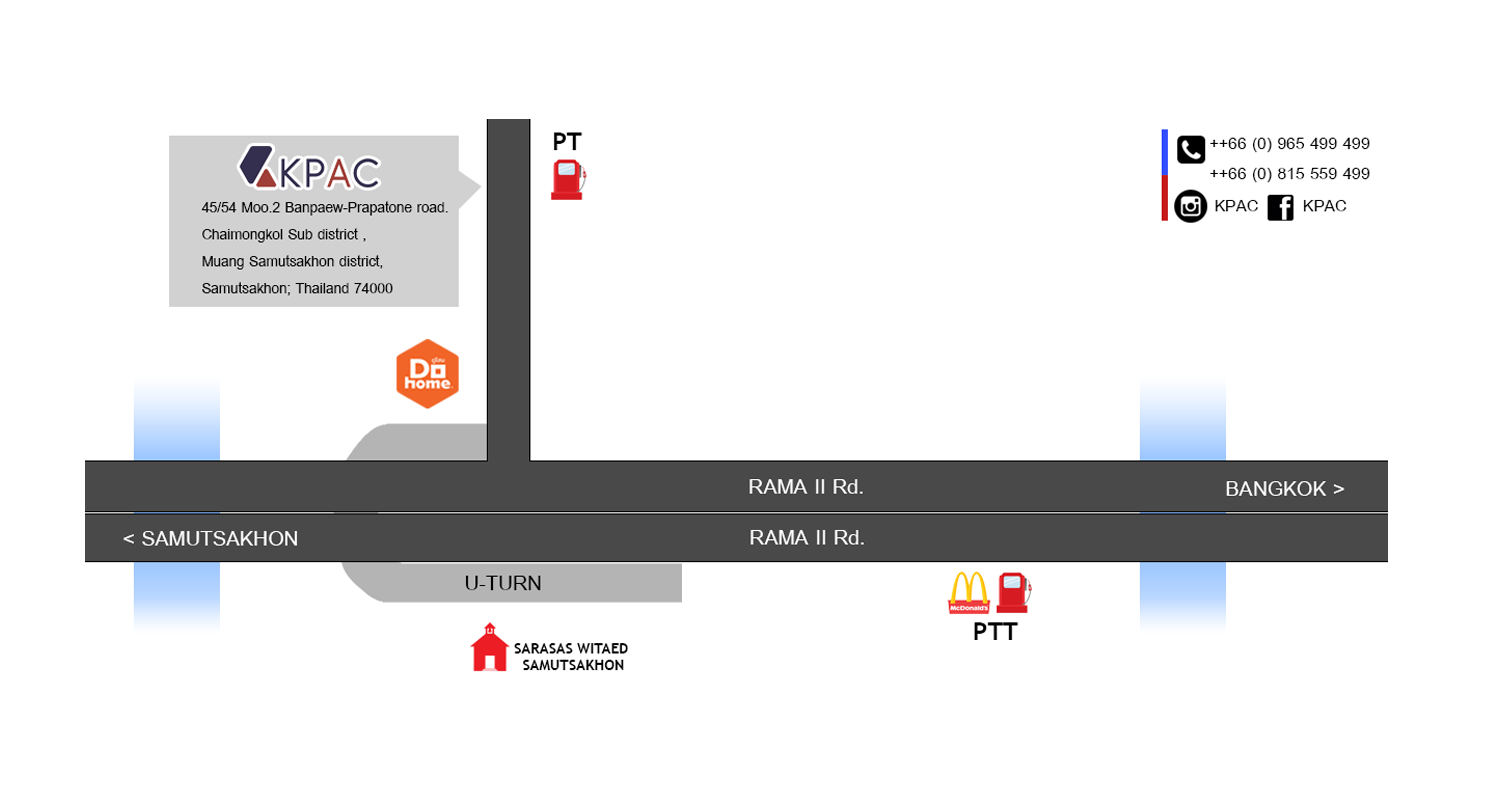 KPAC
45/54 Moo.2 Banpaew-Prapatone road.
Chaimongkol Sub district ,
Muang Samutsakhon district,
Samutsakhon; Thailand 74000
PT
++66 (0) 965 499 499
++66 (0) 815 559 499
KPAC KPAC
Do
home
RAMA II Rd.
BANGKOK >
< SAMUTSAKHON
RAMA II Rd.
U-TURN
McDonald's
PTT
SARASAS WITAED
SAMUTSAKHON